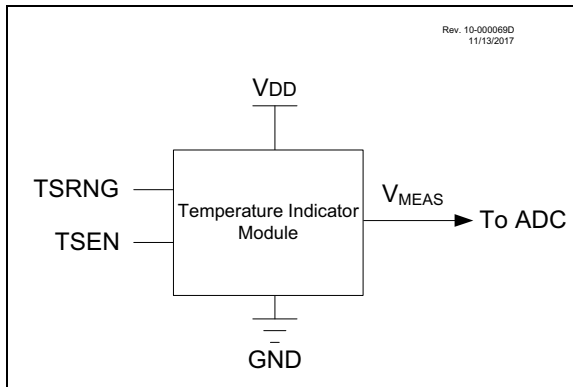 Rev. 10-000069D
11/13/2017
VDD
TSRNG
TSEN
Temperature Indicator
Module
VMEAS
To ADC
GND